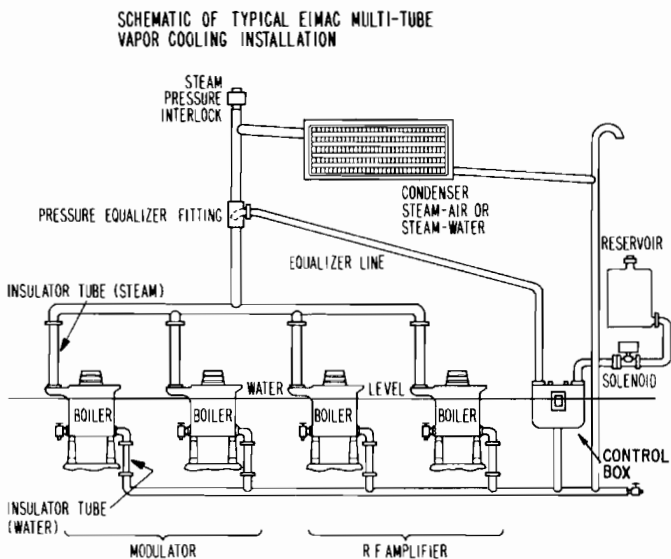 SCHEMATIC OF TYPICAL EIMAC MULTI-TUBE
VAPOR COOLING INSTALLATION
STEAM
PRESSURE
INTERLOCK
CONDENSER
STEAM-AIR OR
STEAM-WATER
PRESSURE EQUALIZER FITTING
EQUALIZER LINE
RESERVOIR
INSULATOR TUBE (STEAM)
SOLENOID
WATER LEVEL
BOILER BOILER BOILER BOILER
CONTROL
BOX
INSULATOR TUBE
(WATER)
MODULATOR
RF AMPLIFIER